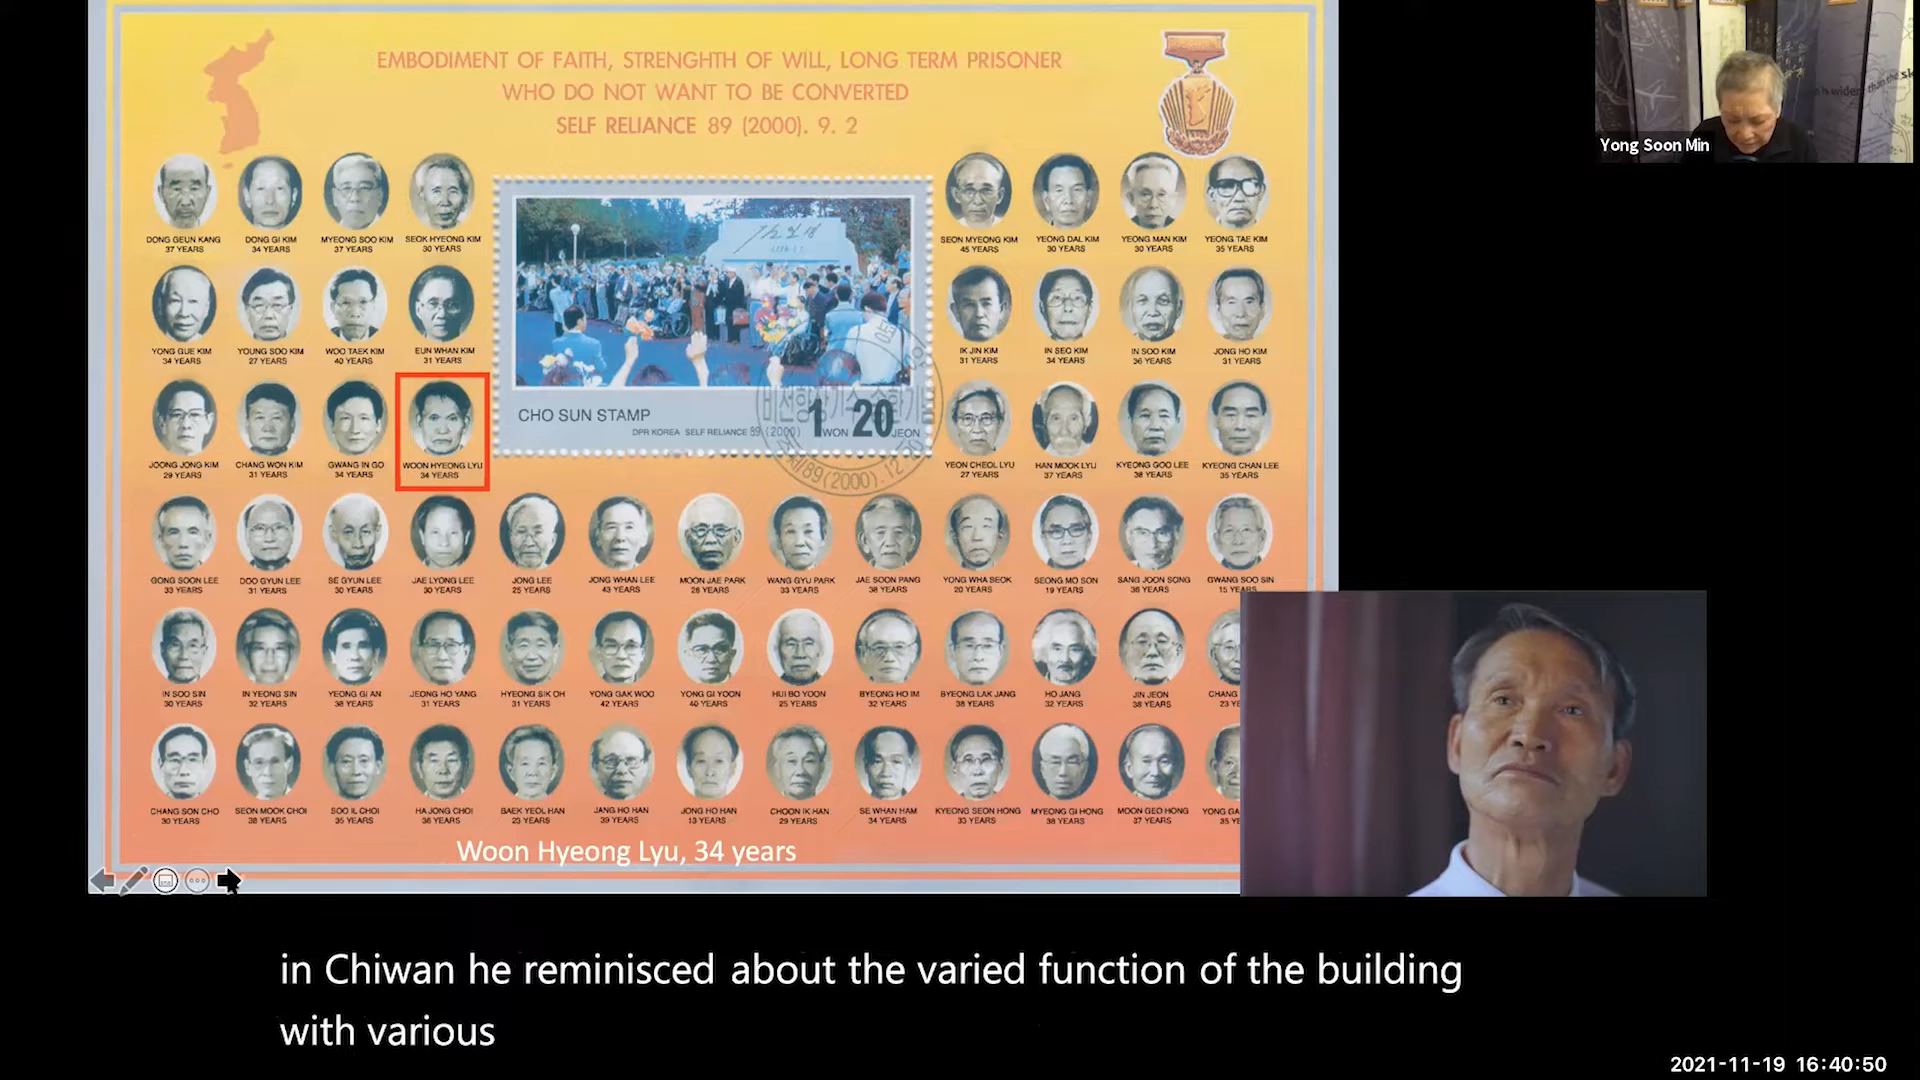 EMBODIMENT OF FAITH, STRENGHTH OF WILL, LONG TERM PRISONER
WHO DO NOT WANT TO BE CONVERTED
SELF RELIANCE 89 (2000). 9. 2
Yong Soon Min
DONG GEUN KANG
37 YEARS
DONG GI KIM
34 YEARS
MYEONG SOO KIM
37 YEARS
SEOK HYEONG KIM
30 YEARS
SEON MYEONG KIM
45 YEARS
YEONG DAL KIM
30 YEARS
YEONG MAN KIM
30 YEARS
YEONG TAE KIM
35 YEARS
YONG GUE KIM
34 YEARS
YOUNG SOO KIM
27 YEARS
WOO TAEK KIM
40 YEARS
EUN WHAN KIM
31 YEARS
IK JIN KIM
31 YEARS
IN SEO KIM
34 YEARS
IN SOO KIM
36 YEARS
JONG HO KIM
31 YEARS
CHO SUN STAMP
DPR KOREA SELF RELIANCE 89 (2000)
1 WON 20 JEON
JOONG JONG KIM
29 YEARS
CHANG WON KIM
31 YEARS
GWANG IN GO
34 YEARS
WOON HYEONG LYU
34 YEARS
YEON CHEOL LYU
27 YEARS
HAN MOOK LYU
37 YEARS
KYEONG GOO LEE
38 YEARS
KYEONG CHAN LEE
35 YEARS
GONG SOON LEE
33 YEARS
DOO GYUN LEE
31 YEARS
SE GYUN LEE
30 YEARS
JAE LYONG LEE
30 YEARS
JONG LEE
25 YEARS
JONG WHAN LEE
43 YEARS
MOON JAE PARK
28 YEARS
WANG GYU PARK
33 YEARS
JAE SOON PANG
38 YEARS
YONG WHA SEOK
20 YEARS
SEONG MO SON
19 YEARS
SANG JOON SONG
36 YEARS
GWANG SOO SIN
15 YEARS
IN SOO SIN
30 YEARS
IN YEONG SIN
32 YEARS
YEONG GI AN
38 YEARS
JEONG HO YANG
31 YEARS
HYEONG SIK OH
31 YEARS
YONG GAK WOO
42 YEARS
YONG GI YOON
40 YEARS
HUI BO YOON
25 YEARS
BYEONG HO IM
32 YEARS
BYEONG LAK JANG
38 YEARS
HO JANG
32 YEARS
JIN JEON
38 YEARS
CHANG
23 YE
CHANG SON CHO
30 YEARS
SEON MOOK CHOI
38 YEARS
SOO IL CHOI
35 YEARS
HA JONG CHOI
36 YEARS
BAEK YEOL HAN
23 YEARS
JANG HO HAN
39 YEARS
JONG HO HAN
13 YEARS
CHOON IK HAN
29 YEARS
SE WHAN HAM
34 YEARS
KYEONG SEON HONG
33 YEARS
MYEONG GI HONG
38 YEARS
MOON GEO HONG
37 YEARS
YONG GA
35 YE
Woon Hyeong Lyu, 34 years
in Chiwan he reminisced about the varied function of the building
with various
2021-11-19 16:40:50